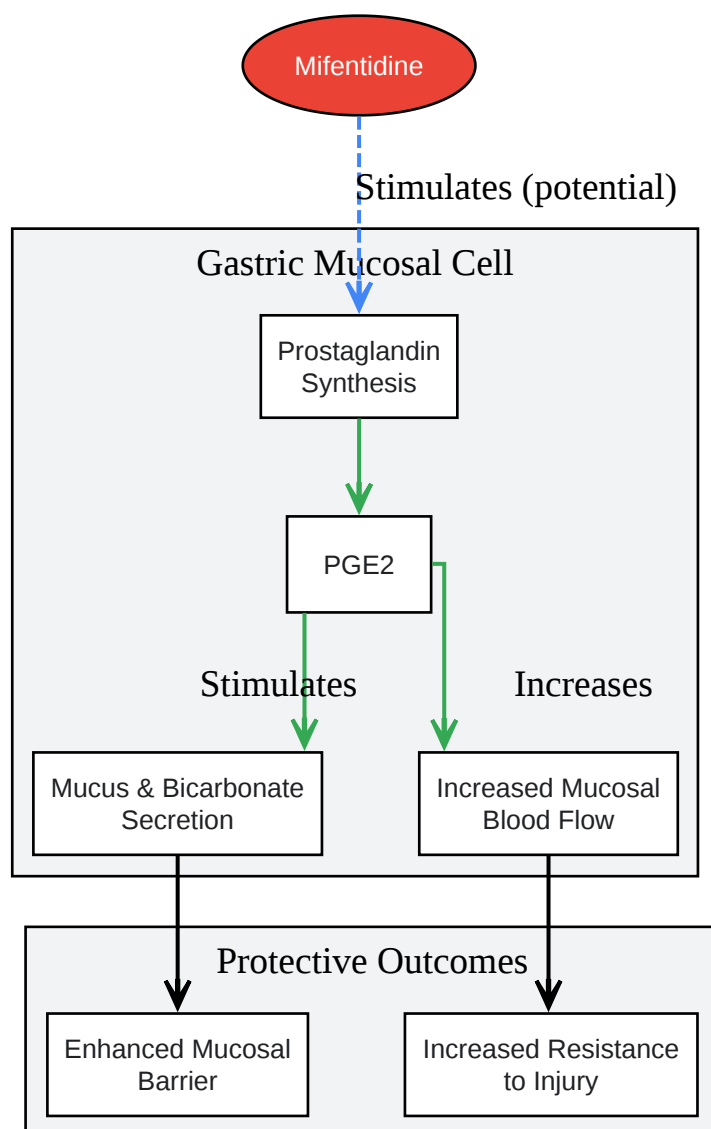 Mifentidine
Stimulates (potential)
Gastric Mucosal Cell
Prostaglandin
Synthesis
PGE2
Stimulates
Increases
Mucus & Bicarbonate
Secretion
Increased Mucosal
Blood Flow
Protective Outcomes
Enhanced Mucosal
Barrier
Increased Resistance
to Injury